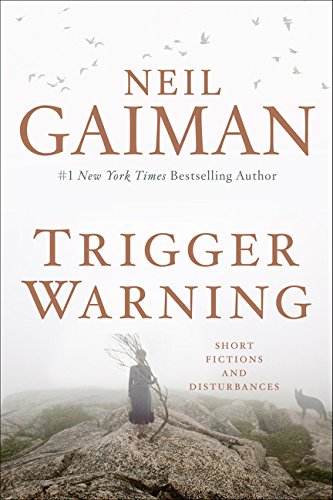 NEIL
GAIMAN
#1 New York Times Bestselling Author
TRIGGER
WARNING
SHORT
FICTIONS
AND
DISTURBANCES